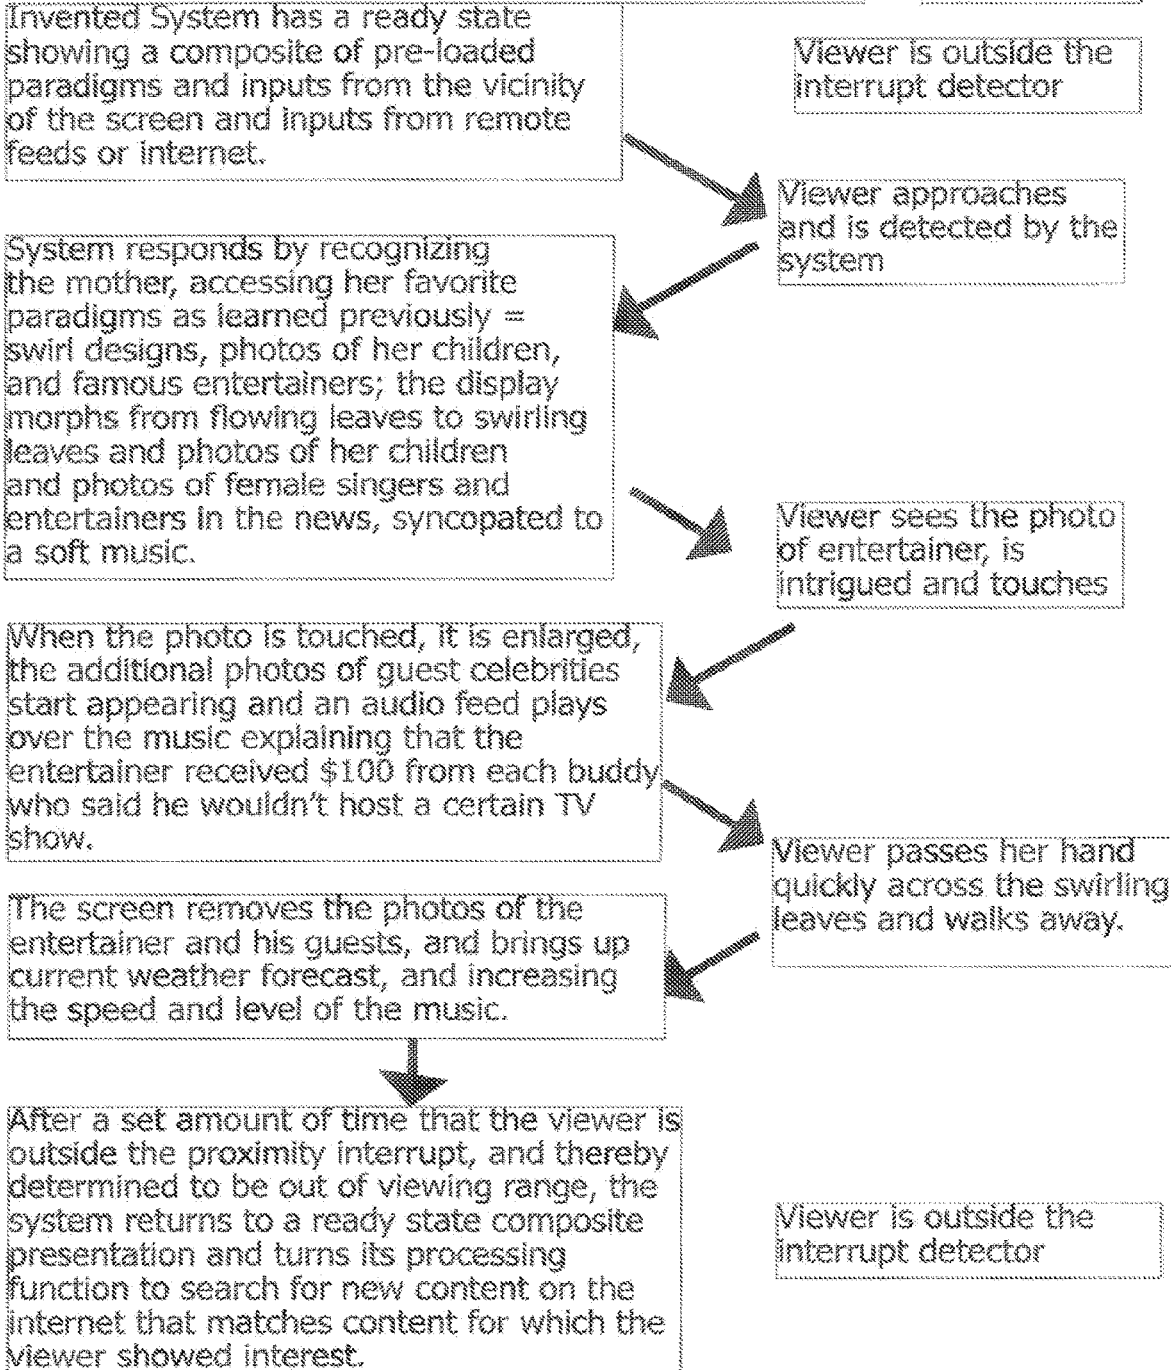 Invented System has a ready state
showing a composite of pre-loaded
paradigms and inputs from the vicinity
of the screen and inputs from remote
feeds or internet.
Viewer is outside the
interrupt detector
Viewer approaches
and is detected by the
system
System responds by recognizing
the mother, accessing her favorite
paradigms as learned previously =
swirl designs, photos of her children,
and famous entertainers; the display
morphs from flowing leaves to swirling
leaves and photos of her children
and photos of female singers and
entertainers in the news, syncopated to
a soft music.
Viewer sees the photo
of entertainer, is
intrigued and touches
When the photo is touched, it is enlarged,
the additional photos of guest celebrities
start appearing and an audio feed plays
over the music explaining that the
entertainer received $100 from each buddy
who said he wouldn't host a certain TV
show.
Viewer passes her hand
quickly across the swirling
leaves and walks away.
The screen removes the photos of the
entertainer and his guests, and brings up
current weather forecast, and increasing
the speed and level of the music.
After a set amount of time that the viewer is
outside the proximity interrupt, and thereby
determined to be out of viewing range, the
system returns to a ready state composite
presentation and turns its processing
function to search for new content on the
internet that matches content for which the
viewer showed interest.
Viewer is outside the
interrupt detector